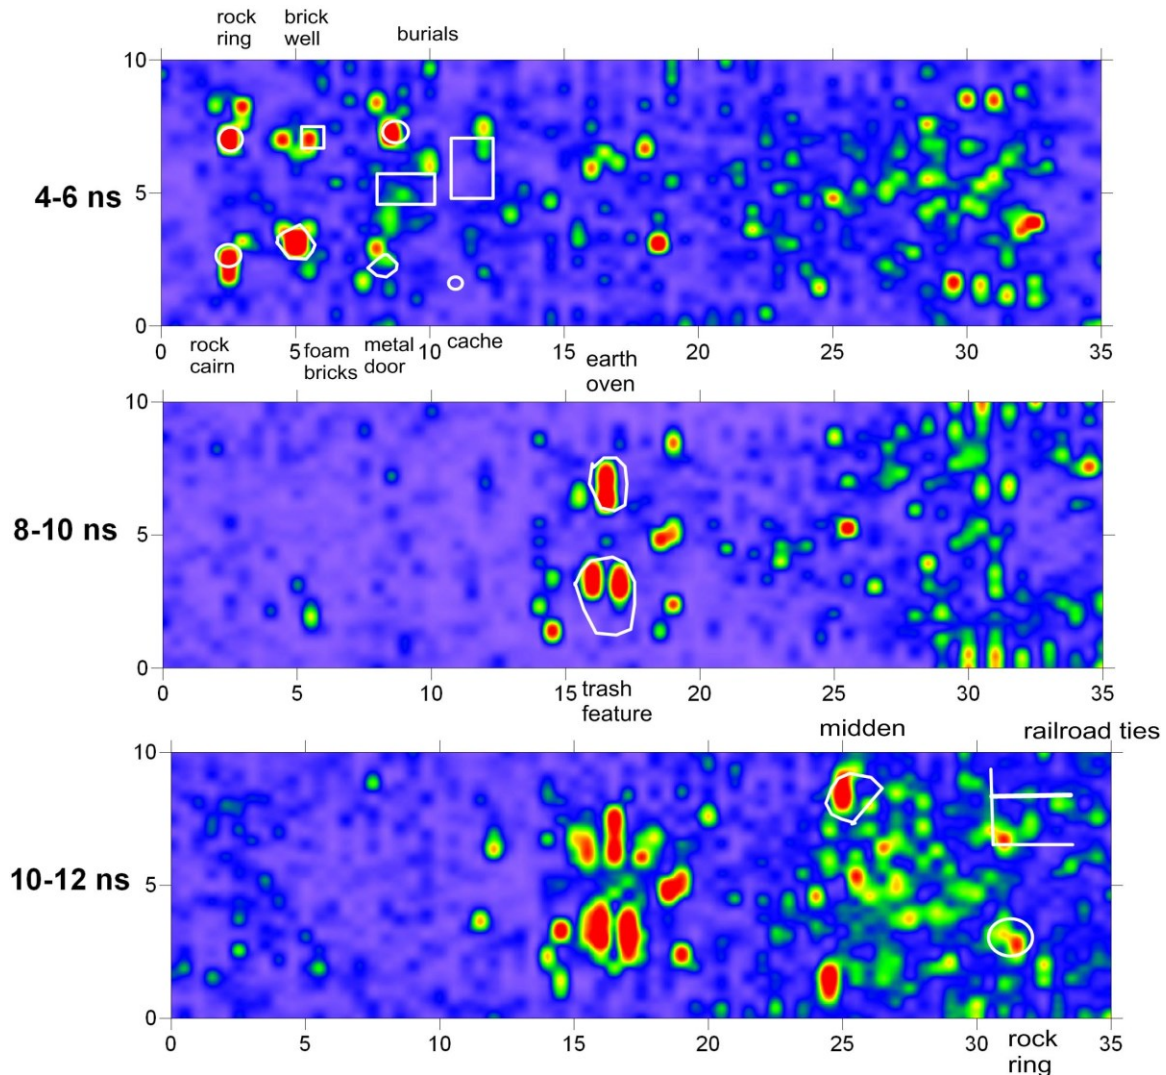 rock
ring
brick
well
burials
10
5
0
4-6 ns
0 5 10 15 20 25 30 35
rock
cairn
foam
bricks
metal
door
cache
earth
oven
10
5
0
8-10 ns
0 5 10 15 20 25 30 35
trash
feature
midden
railroad ties
10
5
0
10-12 ns
0 5 10 15 20 25 30 35
rock
ring